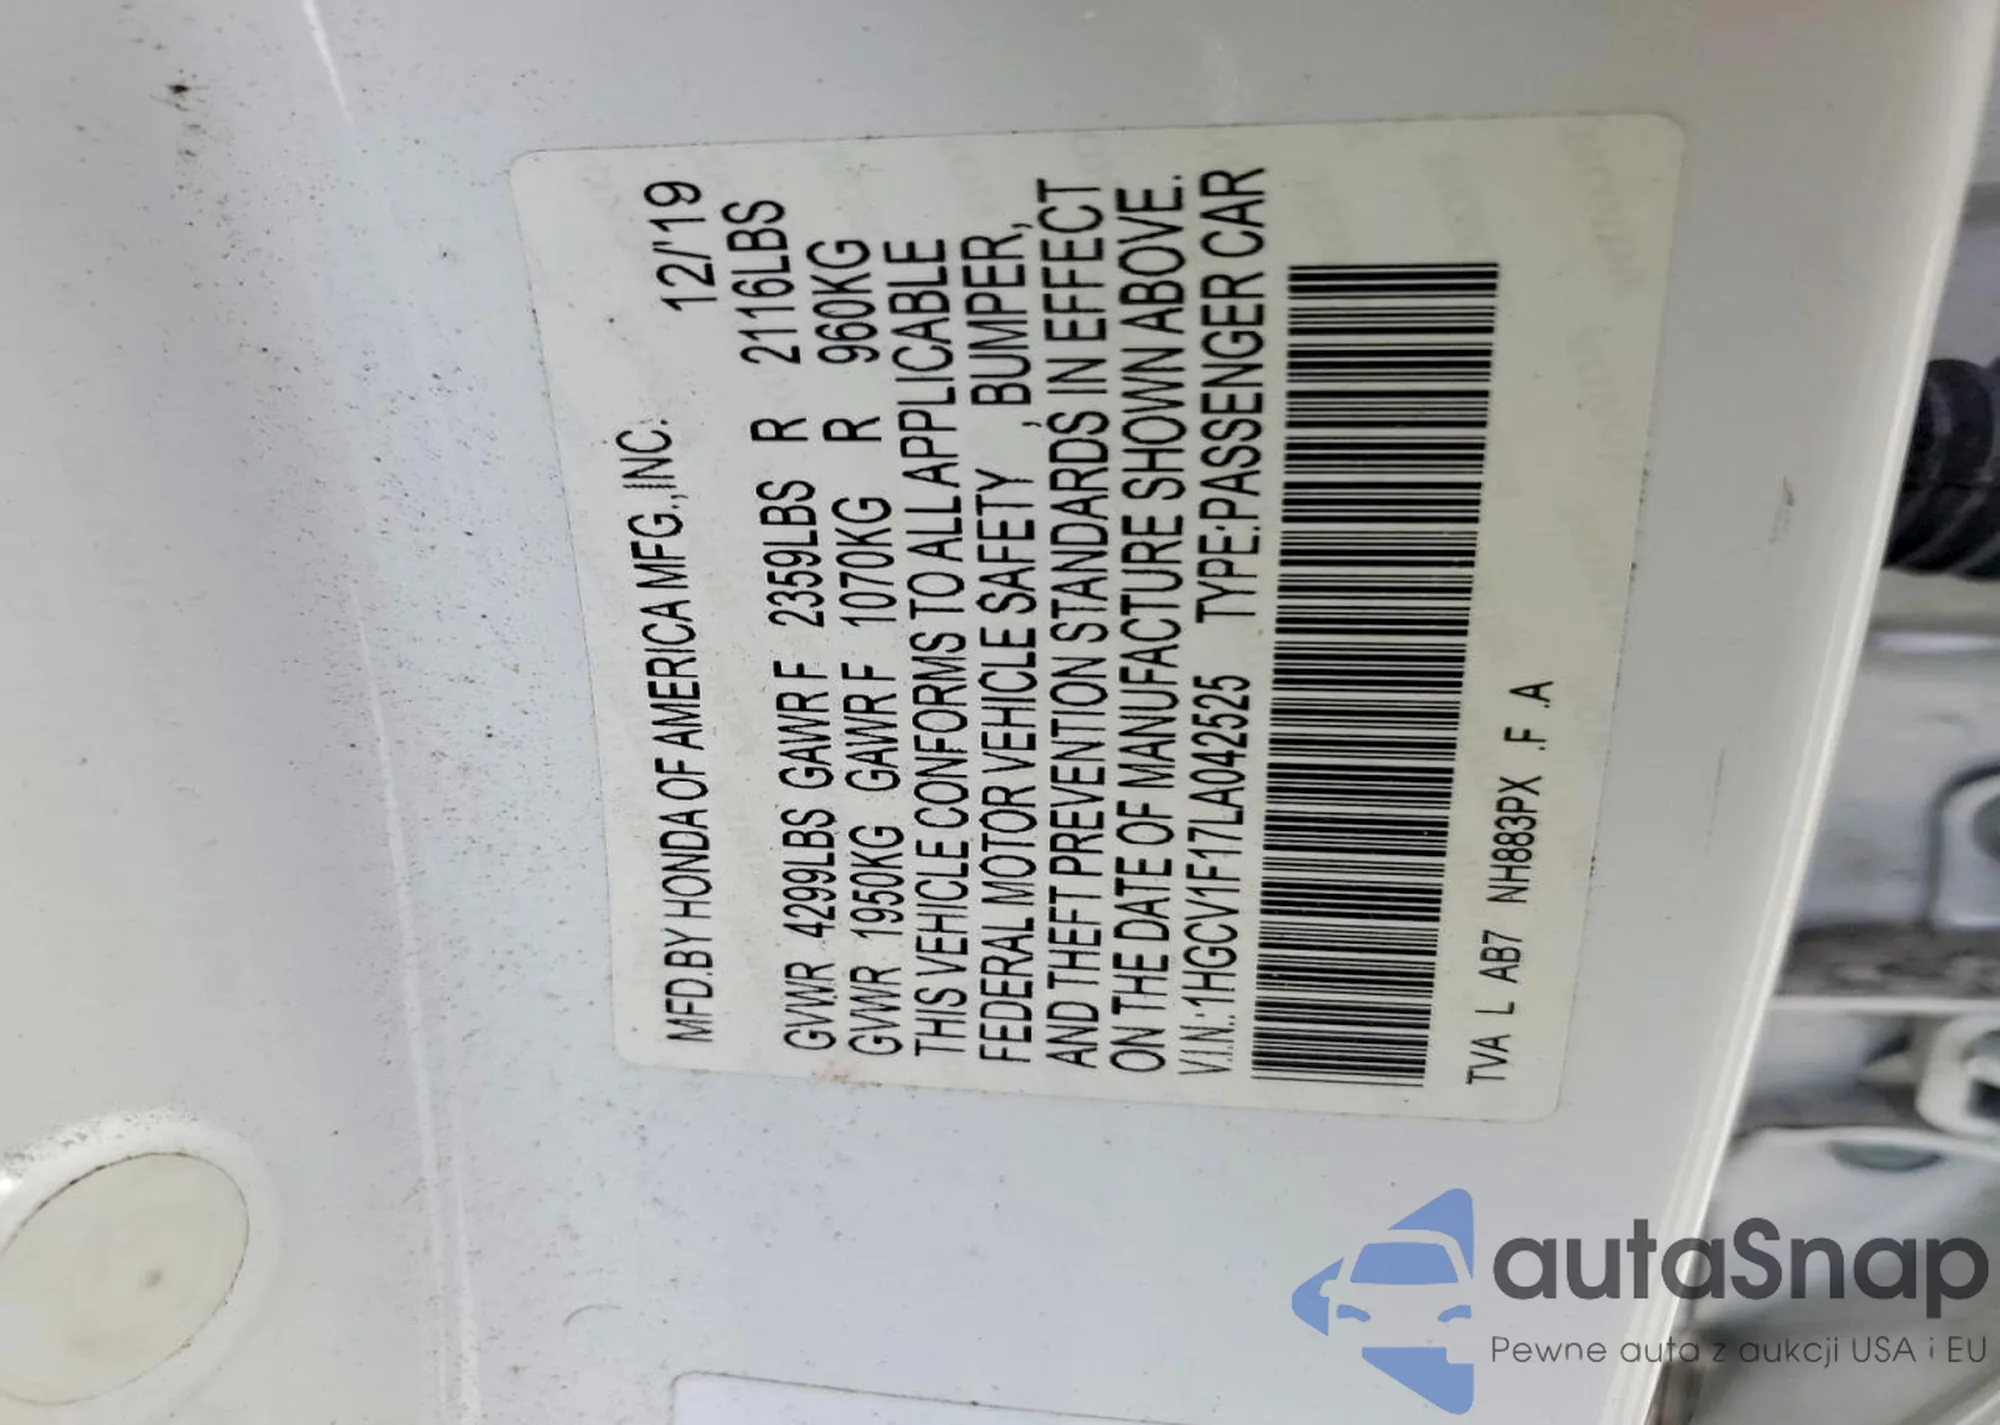 MFD.BY HONDA OF AMERICA MFG.,INC. 12/'19
GVWR 4299LBS GAWR F 2359LBS R 2116LBS
GVWR 1950KG GAWR F 1070KG R 960KG
THIS VEHICLE CONFORMS TO ALL APPLICABLE
FEDERAL MOTOR VEHICLE SAFETY , BUMPER,
AND THEFT PREVENTION STANDARDS IN EFFECT
ON THE DATE OF MANUFACTURE SHOWN ABOVE.
V.I.N.:1HGCV1F17LA042525 TYPE:PASSENGER CAR
TVA L AB7 NH883PX .F .A
autaSnap
Pewne auta z aukcji USA i EU